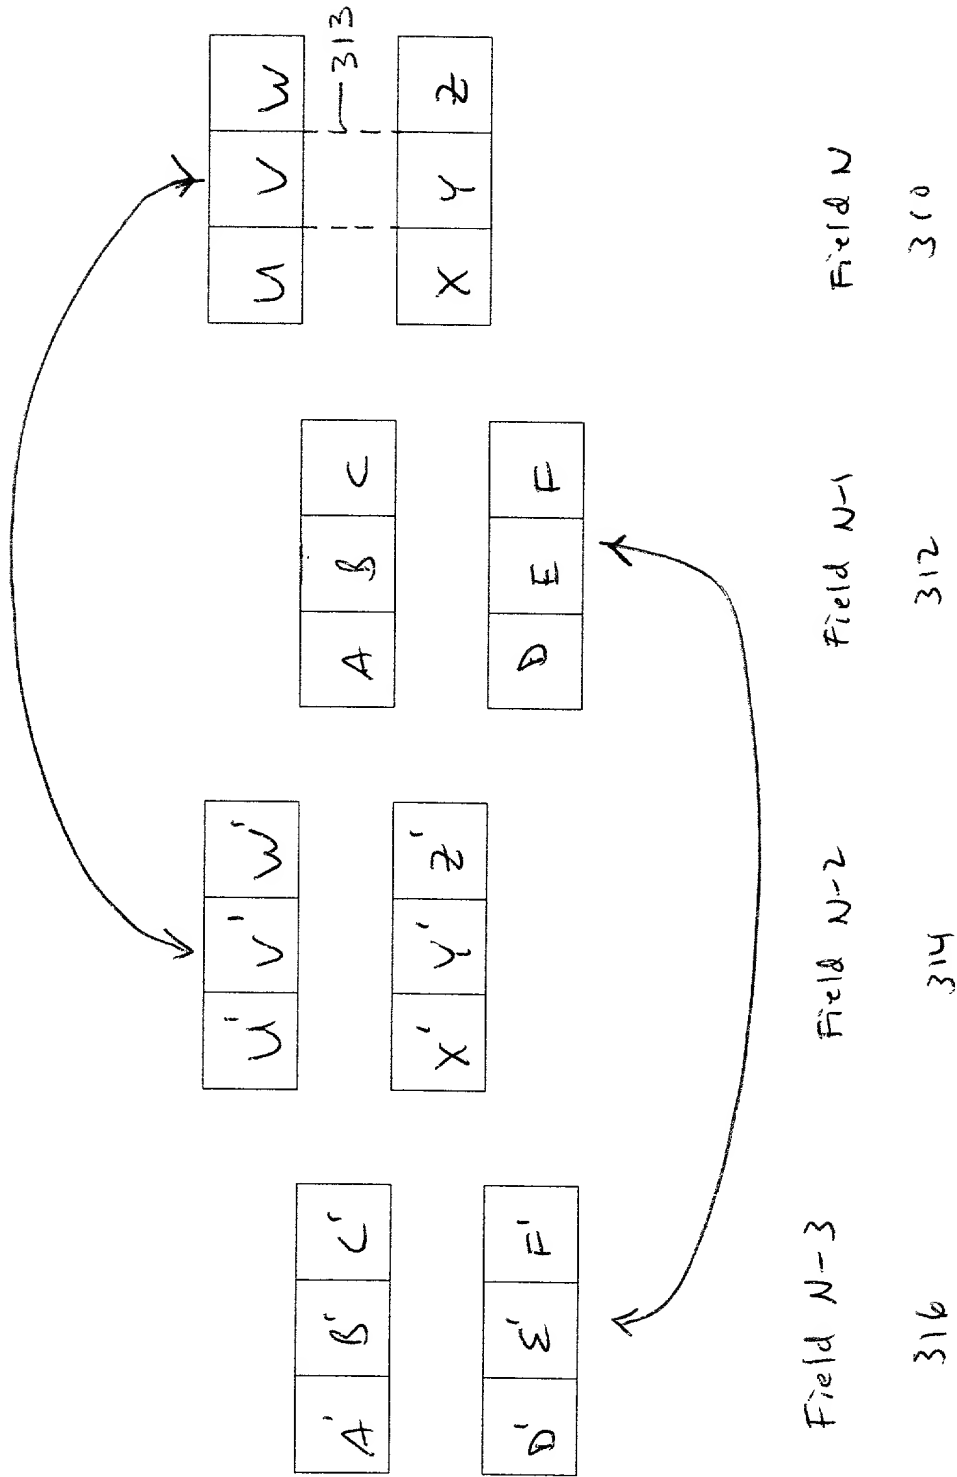 U' V' W' U V W
A' B' C' A B C 313
X' Y' Z' X Y Z
D' E' F' D E F
Field N-3 Field N-2 Field N-1 Field N
316 314 312 310